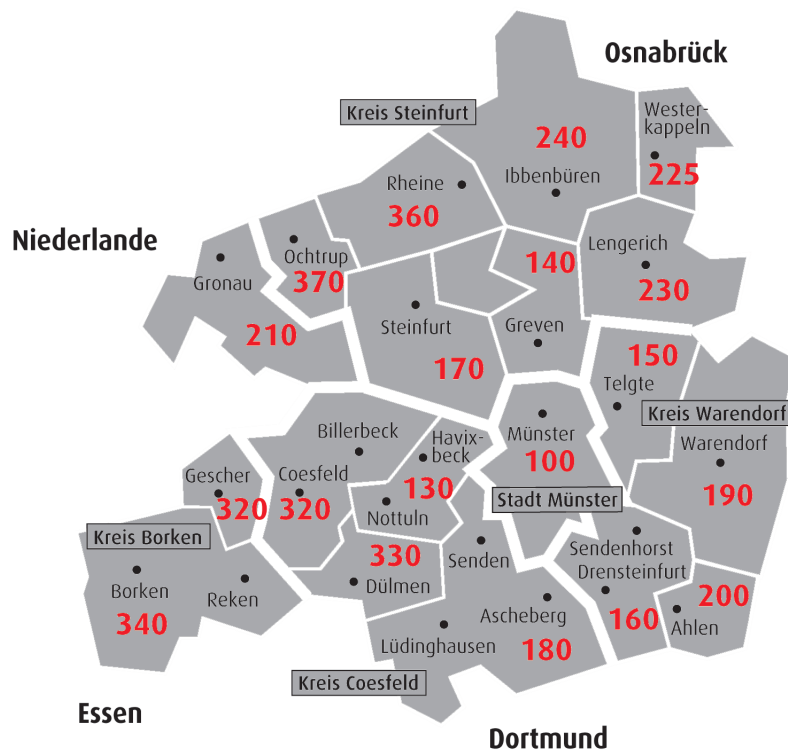 Osnabrück
Kreis Steinfurt
Wester-
kappeln
225
240
Ibbenbüren
Rheine
360
Niederlande
Ochtrup
370
Gronau
210
Lengerich
230
140
Greven
Steinfurt
170
150
Telgte
Kreis Warendorf
Warendorf
190
Billerbeck
Havix-
beck
130
Nottuln
Münster
100
Stadt Münster
Gescher
320
Coesfeld
320
Kreis Borken
Borken
340
Reken
330
Dülmen
Senden
Sendenhorst
Drensteinfurt
160
200
Ahlen
Ascheberg
180
Lüdinghausen
Kreis Coesfeld
Essen
Dortmund